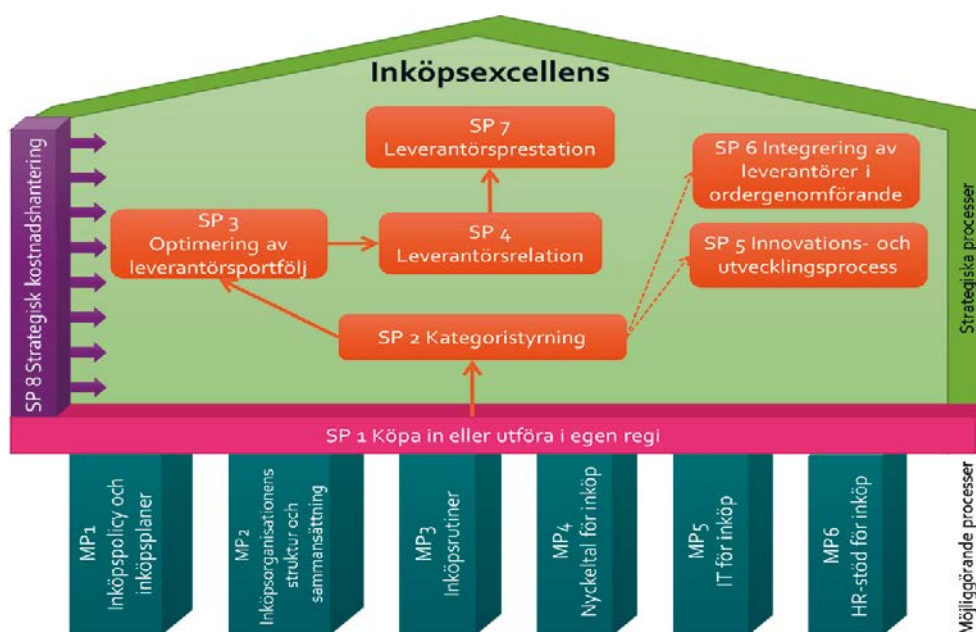 Inköpsexcellens
SP 7
Leverantörsprestation
SP 6 Integrering av
leverantörer i
ordergenomförande
SP 3
Optimering av
leverantörsportfölj
SP 4
Leverantörsrelation
SP 5 Innovations- och
utvecklingsprocess
SP 2 Kategoristyrning
SP 8 Strategisk kostnadshantering
Strategiska processer
SP 1 Köpa in eller utföra i egen regi
MP1
Inköpspolicy och
inköpsplaner
MP2
Inköpsorganisationens
struktur och
sammansättning
MP3
Inköpsrutiner
MP4
Nyckeltal för inköp
MP5
IT för inköp
MP6
HR-stöd för inköp
Möjliggörande processer